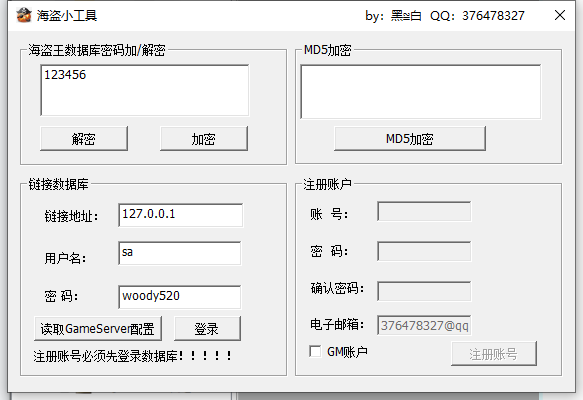 海盗小工具 by: 黑≅白 QQ: 376478327
海盗王数据库密码加/解密
123456
解密 加密
MD5加密
MD5加密
链接数据库
链接地址: 127.0.0.1
用户名: sa
密 码: woody520
读取GameServer配置 登录
注册账号必须先登录数据库！！！！！
注册账户
账 号:
密 码:
确认密码:
电子邮箱: 376478327@qq
GM账户 注册账号